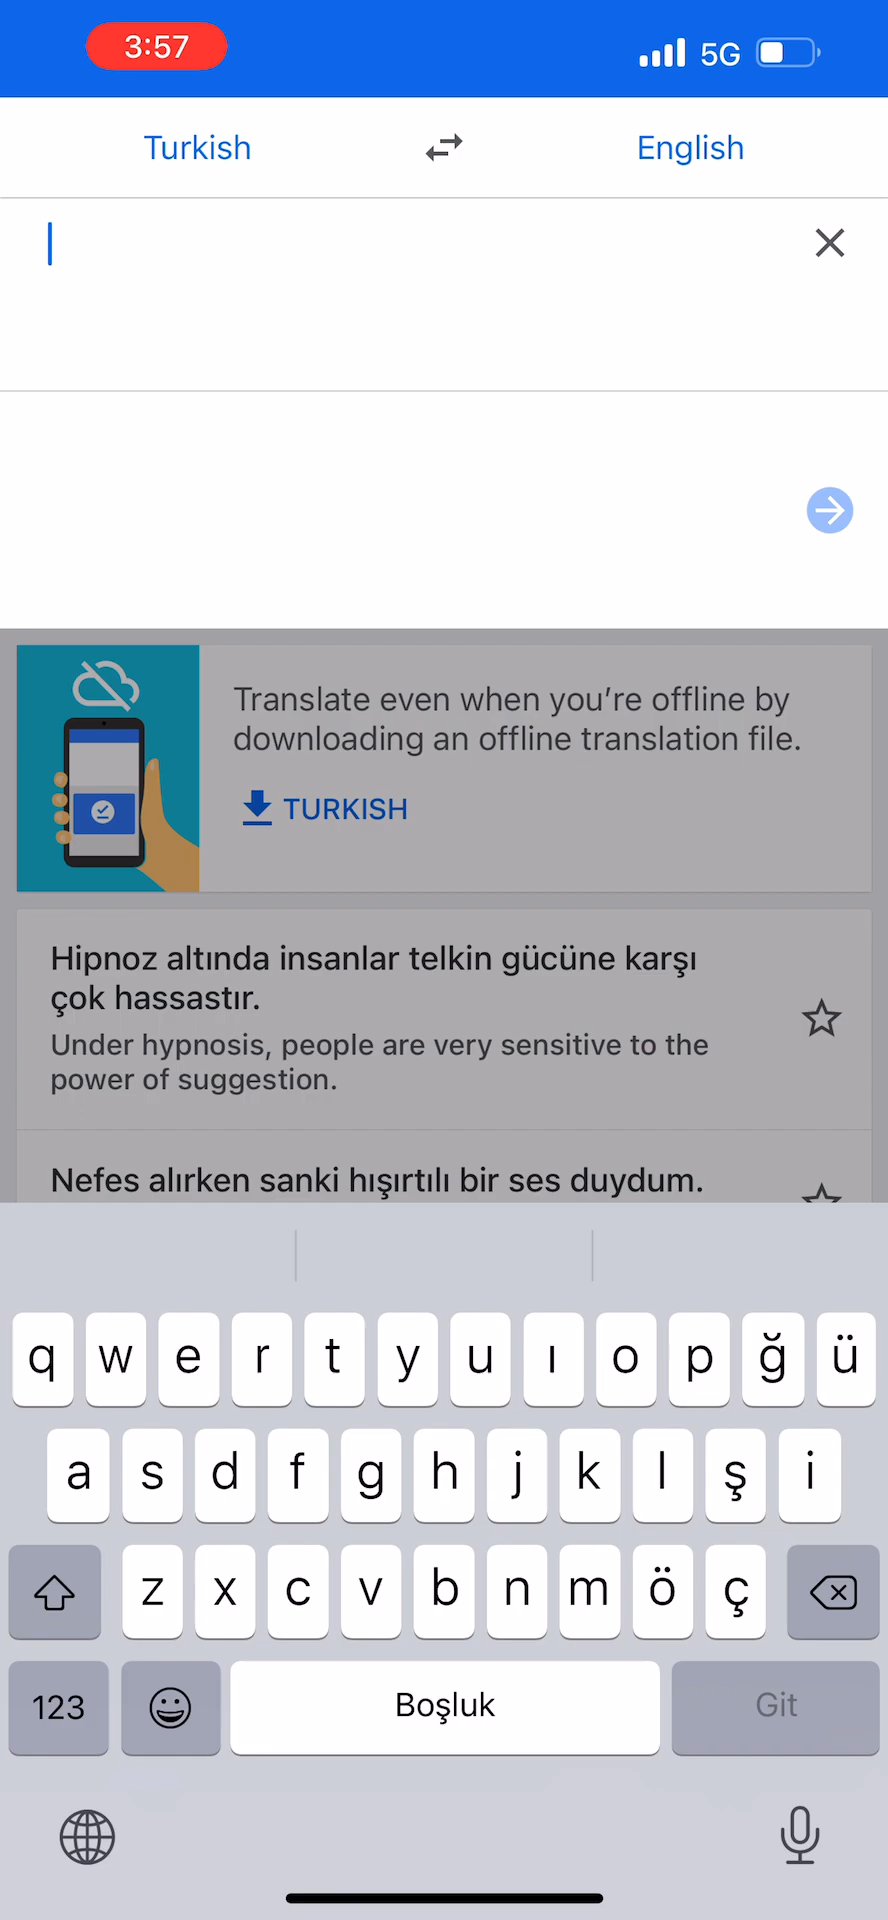 3:57 5G
Turkish English
Translate even when you’re offline by
downloading an offline translation file.
TURKISH
Hipnoz altında insanlar telkin gücüne karşı
çok hassastır.
Under hypnosis, people are very sensitive to the
power of suggestion.
Nefes alırken sanki hışırtılı bir ses duydum.
q w e r t y u ı o p ğ ü
a s d f g h j k l ş i
z x c v b n m ö ç
123 Boşluk Git